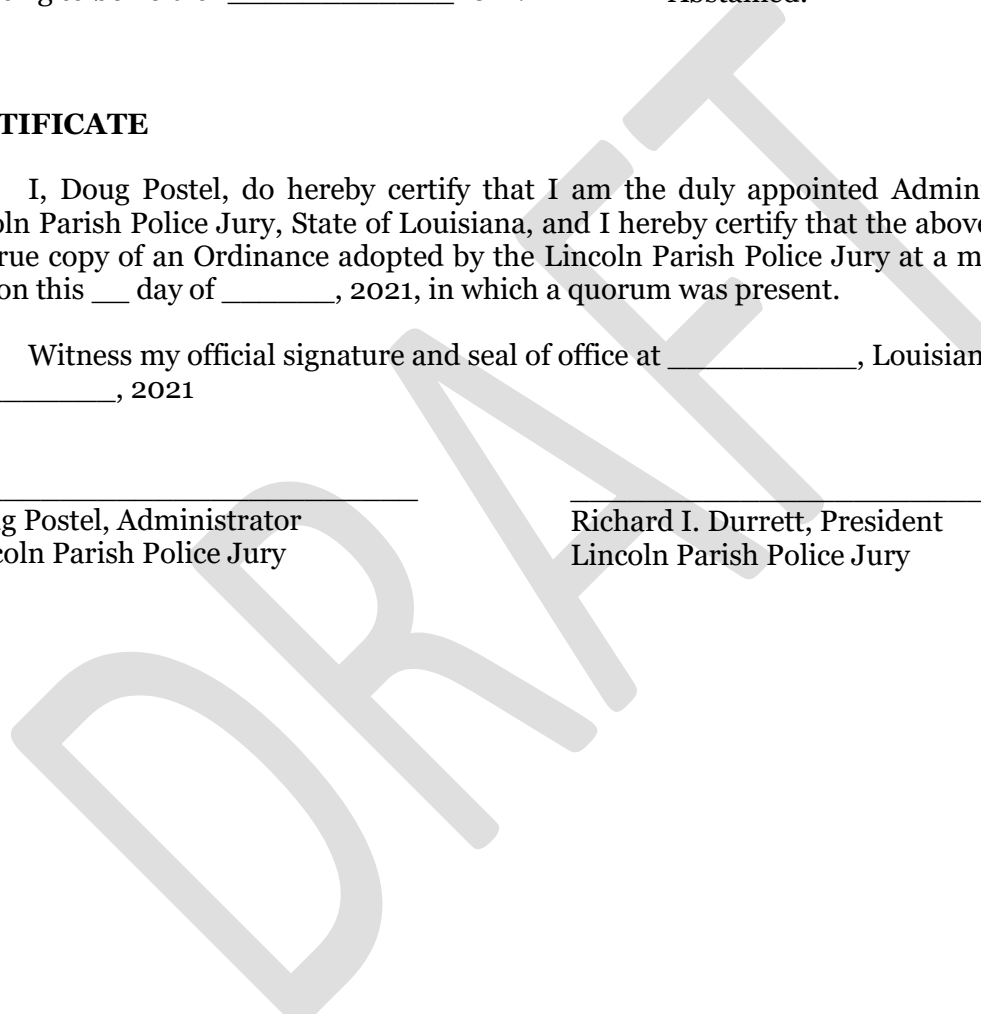 TIFICATE
I, Doug Postel, do hereby certify that I am the duly appointed Admin
oln Parish Police Jury, State of Louisiana, and I hereby certify that the above
rue copy of an Ordinance adopted by the Lincoln Parish Police Jury at a m
on this __ day of ______, 2021, in which a quorum was present.
Witness my official signature and seal of office at __________, Louisian
______, 2021
g Postel, Administrator
Richard I. Durrett, President
coln Parish Police Jury
Lincoln Parish Police Jury
DRAFT